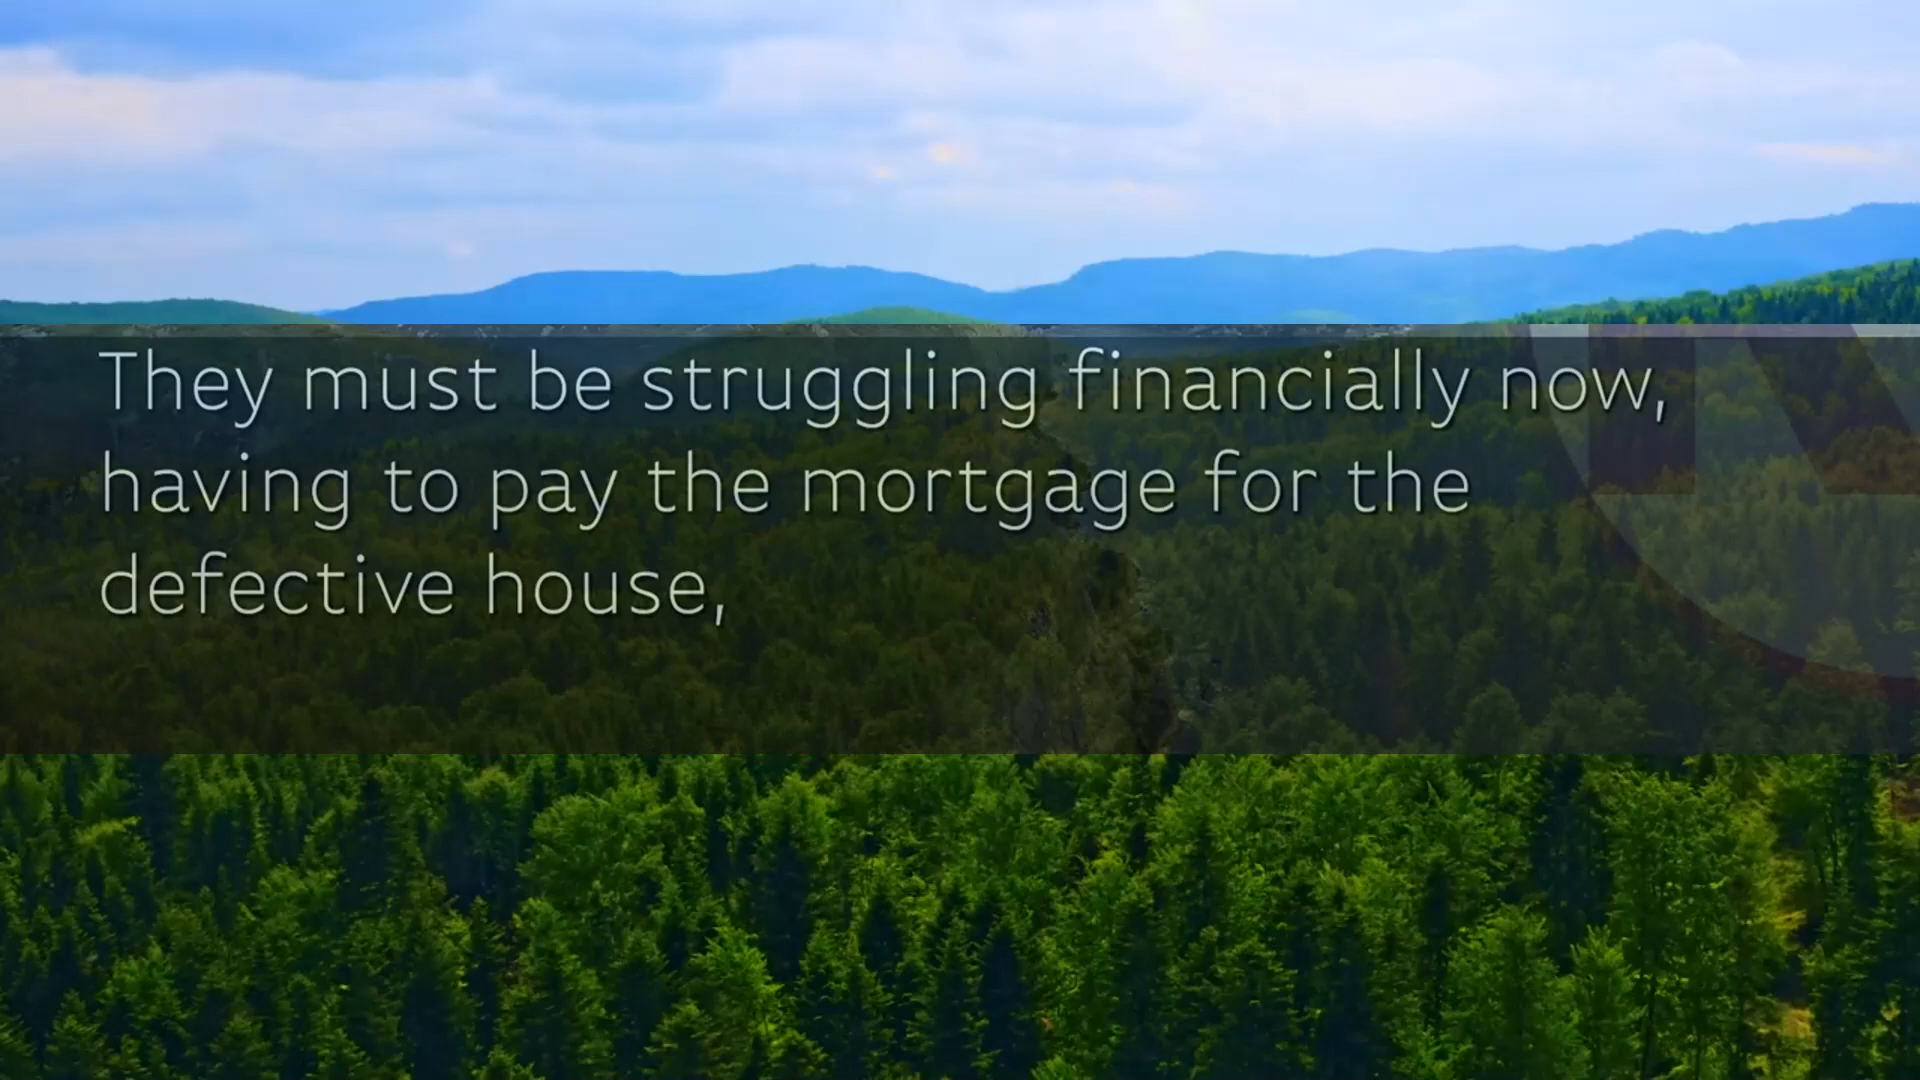 They must be struggling financially now,
having to pay the mortgage for the
defective house,